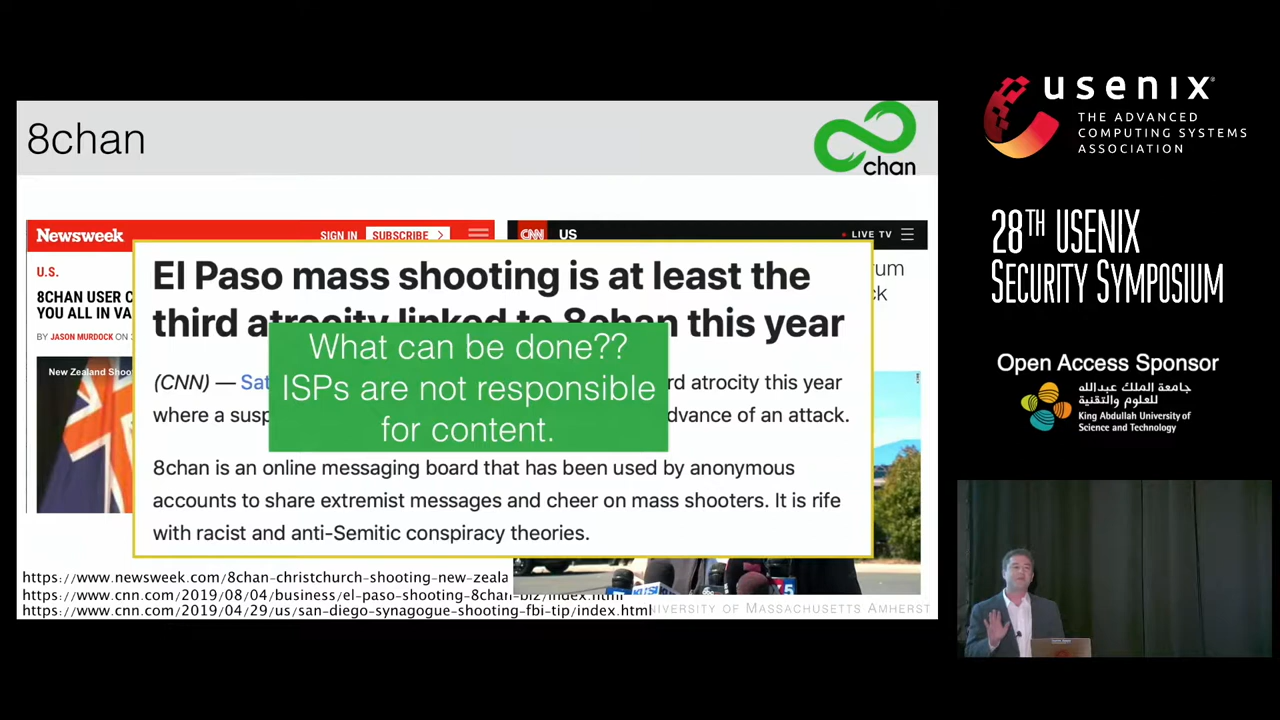 8chan
chan
Newsweek
SIGN IN
SUBSCRIBE
U.S.
8CHAN USER C
YOU ALL IN VA
BY JASON MURDOCK ON
New Zealand Shoo
CNN
US
LIVE TV
rum
ck
El Paso mass shooting is at least the
third atrocity linked to 8chan this year
(CNN) — Sat
rd atrocity this year
where a susp
dvance of an attack.
8chan is an online messaging board that has been used by anonymous
accounts to share extremist messages and cheer on mass shooters. It is rife
with racist and anti-Semitic conspiracy theories.
What can be done??
ISPs are not responsible
for content.
https://www.newsweek.com/8chan-christchurch-shooting-new-zeala
https://www.cnn.com/2019/08/04/business/el-paso-shooting-8chan-biz/index.html
https://www.cnn.com/2019/04/29/us/san-diego-synagogue-shooting-fbi-tip/index.html
NIVERSITY OF MASSACHUSETTS AMHERST
usenix
THE ADVANCED
COMPUTING SYSTEMS
ASSOCIATION
28TH USENIX
SECURITY SYMPOSIUM
Open Access Sponsor
جامعة الملك عبدالله
للعلوم والتقنية
King Abdullah University of
Science and Technology